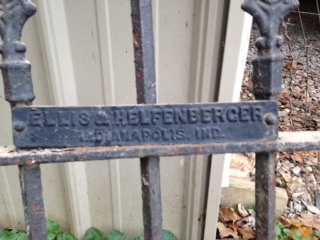 ELLIS & HELFENBERGER
INDIANAPOLIS, IND.